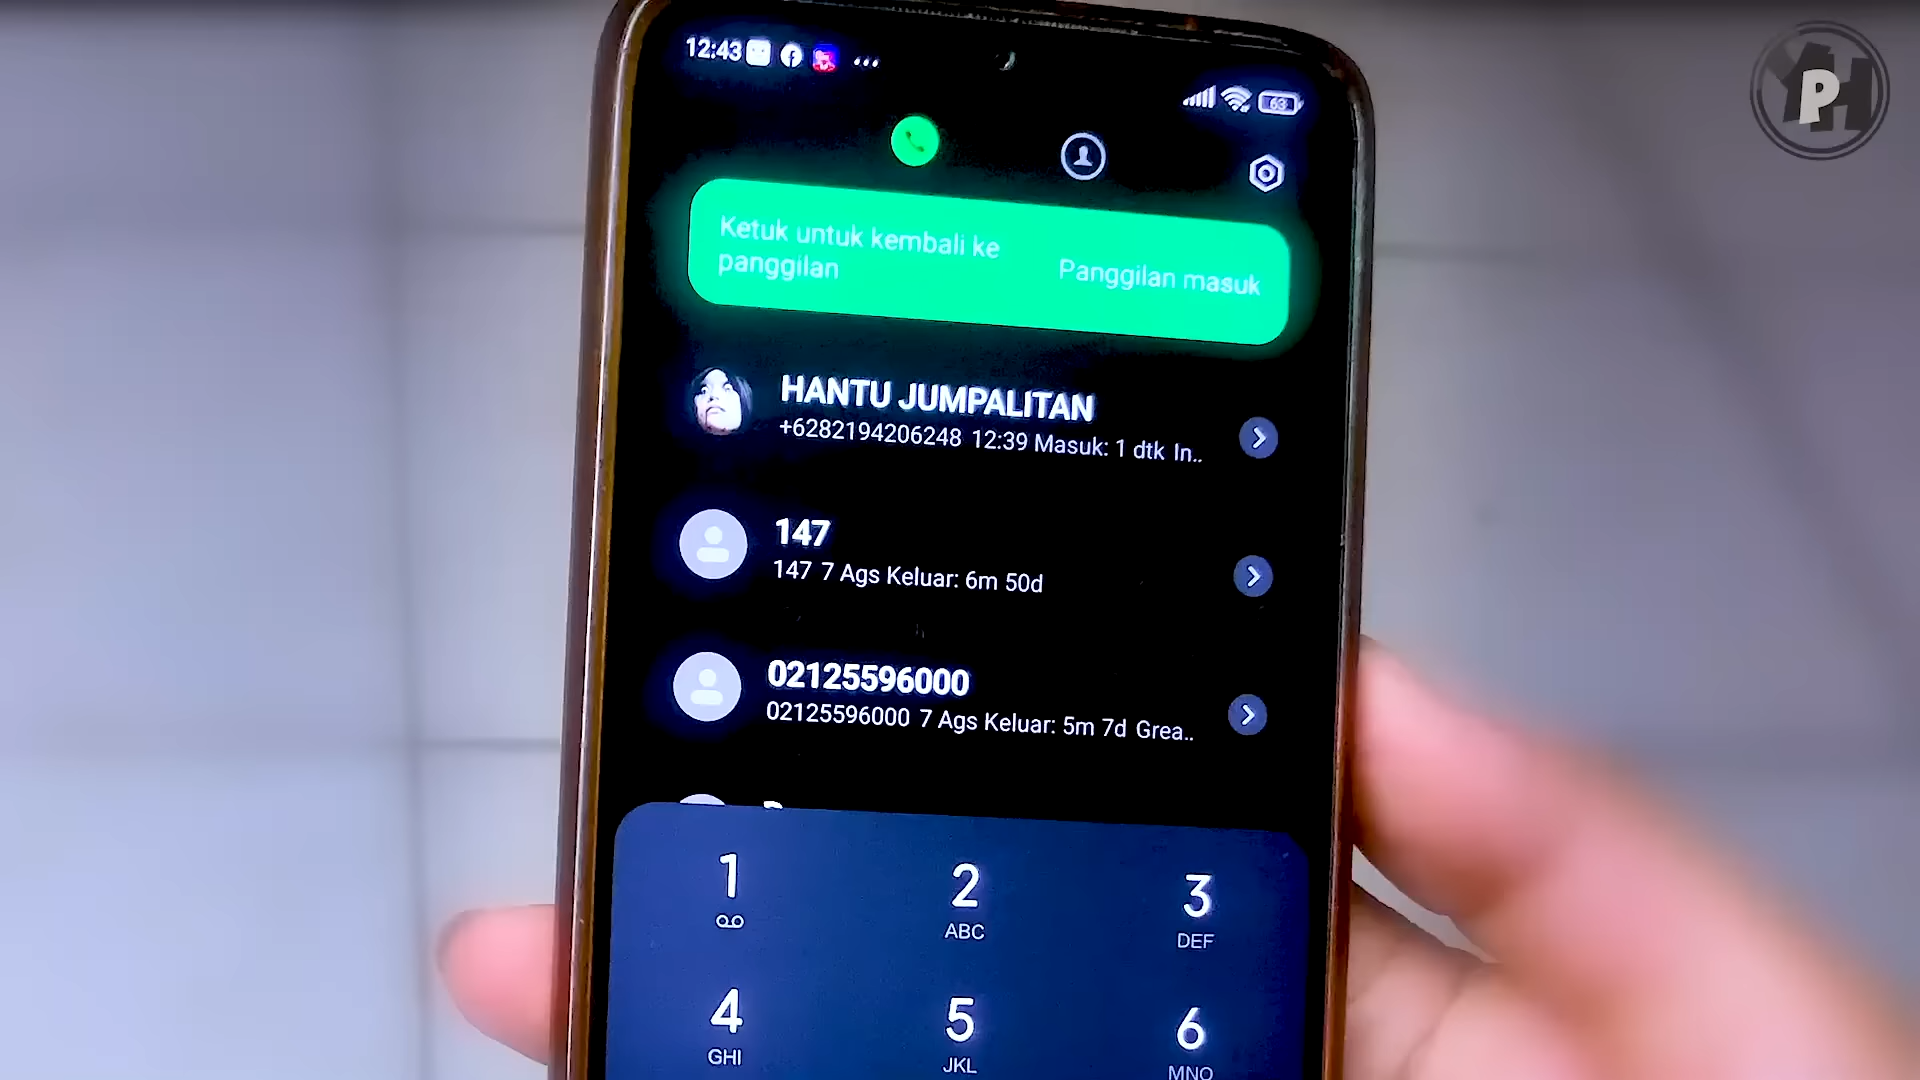 12:43
63
Ketuk untuk kembali ke
panggilan
Panggilan masuk
HANTU JUMPALITAN
+6282194206248 12:39 Masuk: 1 dtk In..
147
147 7 Ags Keluar: 6m 50d
02125596000
02125596000 7 Ags Keluar: 5m 7d Grea..
1 2 3
ABC DEF
4 5 6
GHI JKL MNO
YPH